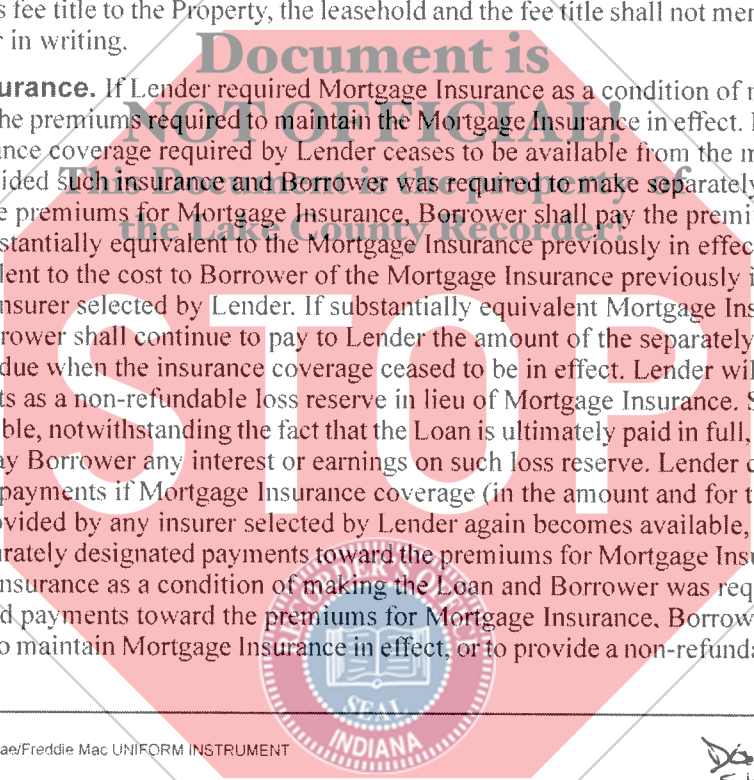 s fee title to the Property, the leasehold and the fee title shall not mer
r in writing.
Document is
urance. If Lender required Mortgage Insurance as a condition of m
he premiums required to maintain the Mortgage Insurance in effect. I
NOT OFFICIAL!
nce coverage required by Lender ceases to be available from the m
ided such insurance and Borrower was required to make separately
This Document is the property of
e premiums for Mortgage Insurance, Borrower shall pay the premi
the Lake County Recorder!
stantially equivalent to the Mortgage Insurance previously in effec
lent to the cost to Borrower of the Mortgage Insurance previously i
nsurer selected by Lender. If substantially equivalent Mortgage Ins
STOP
rower shall continue to pay to Lender the amount of the separately
due when the insurance coverage ceased to be in effect. Lender wil
ts as a non-refundable loss reserve in lieu of Mortgage Insurance. S
ble, notwithstanding the fact that the Loan is ultimately paid in full,
ay Borrower any interest or earnings on such loss reserve. Lender c
payments if Mortgage Insurance coverage (in the amount and for t
ovided by any insurer selected by Lender again becomes available,
arately designated payments toward the premiums for Mortgage Insu
nsurance as a condition of making the Loan and Borrower was req
d payments toward the premiums for Mortgage Insurance, Borrow
o maintain Mortgage Insurance in effect, or to provide a non-refunda
RECORDER'S OFFICE
SEAL
INDIANA
ae/Freddie Mac UNIFORM INSTRUMENT